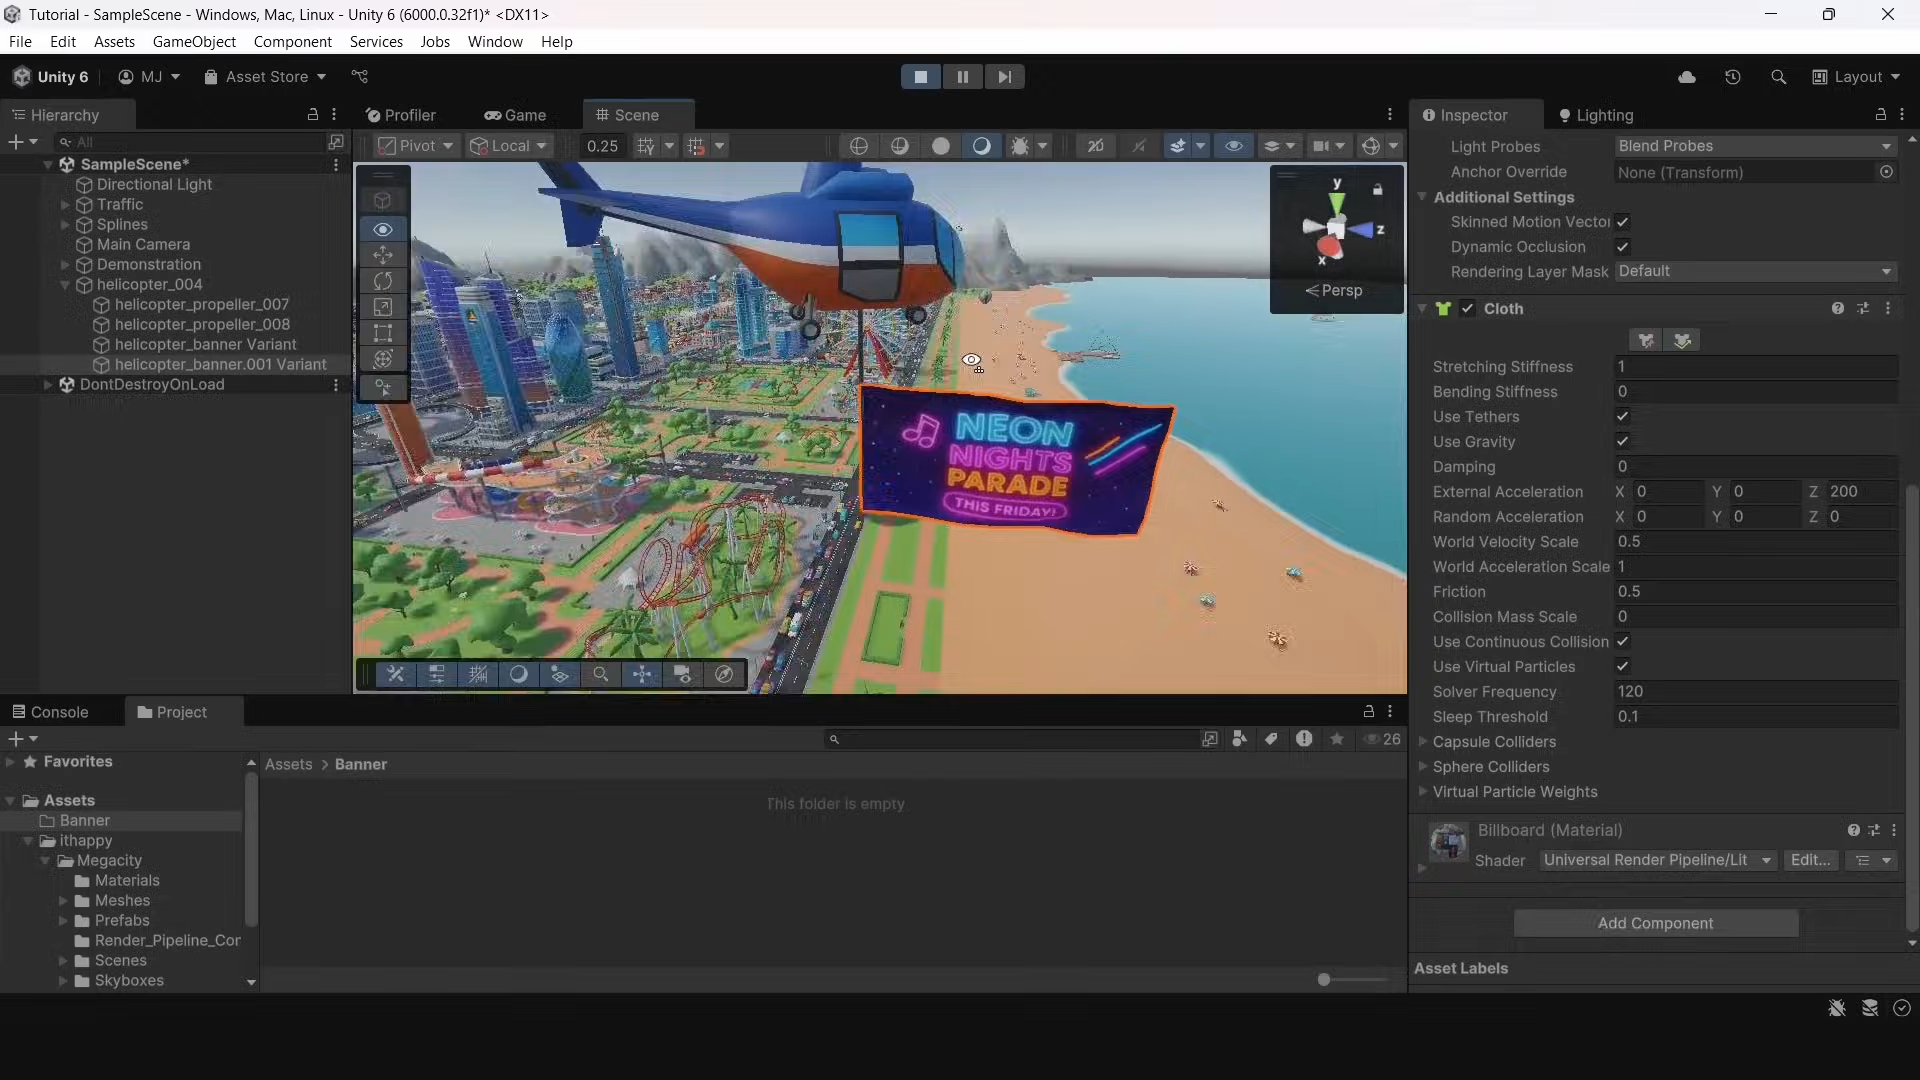 Tutorial - SampleScene - Windows, Mac, Linux - Unity 6 (6000.0.32f1)* <DX11>
File Edit Assets GameObject Component Services Jobs Window Help
Unity 6 MJ Asset Store Layout
Hierarchy
All
SampleScene*
Directional Light
Traffic
Splines
Main Camera
Demonstration
helicopter_004
helicopter_propeller_007
helicopter_propeller_008
helicopter_banner Variant
helicopter_banner.001 Variant
DontDestroyOnLoad
Profiler Game Scene
Pivot Local 0.25 2D
y
z
x
Persp
NEON
NIGHTS
PARADE
THIS FRIDAY!
Inspector Lighting
Light Probes Blend Probes
Anchor Override None (Transform)
Additional Settings
Skinned Motion Vector
Dynamic Occlusion
Rendering Layer Mask Default
Cloth
Stretching Stiffness 1
Bending Stiffness 0
Use Tethers
Use Gravity
Damping 0
External Acceleration X 0 Y 0 Z 200
Random Acceleration X 0 Y 0 Z 0
World Velocity Scale 0.5
World Acceleration Scale 1
Friction 0.5
Collision Mass Scale 0
Use Continuous Collision
Use Virtual Particles
Solver Frequency 120
Sleep Threshold 0.1
Capsule Colliders
Sphere Colliders
Virtual Particle Weights
Billboard (Material)
Shader Universal Render Pipeline/Lit Edit...
Add Component
Asset Labels
Console Project
26
Favorites
Assets
Banner
ithappy
Megacity
Materials
Meshes
Prefabs
Render_Pipeline_Cor
Scenes
Skyboxes
Assets > Banner
This folder is empty